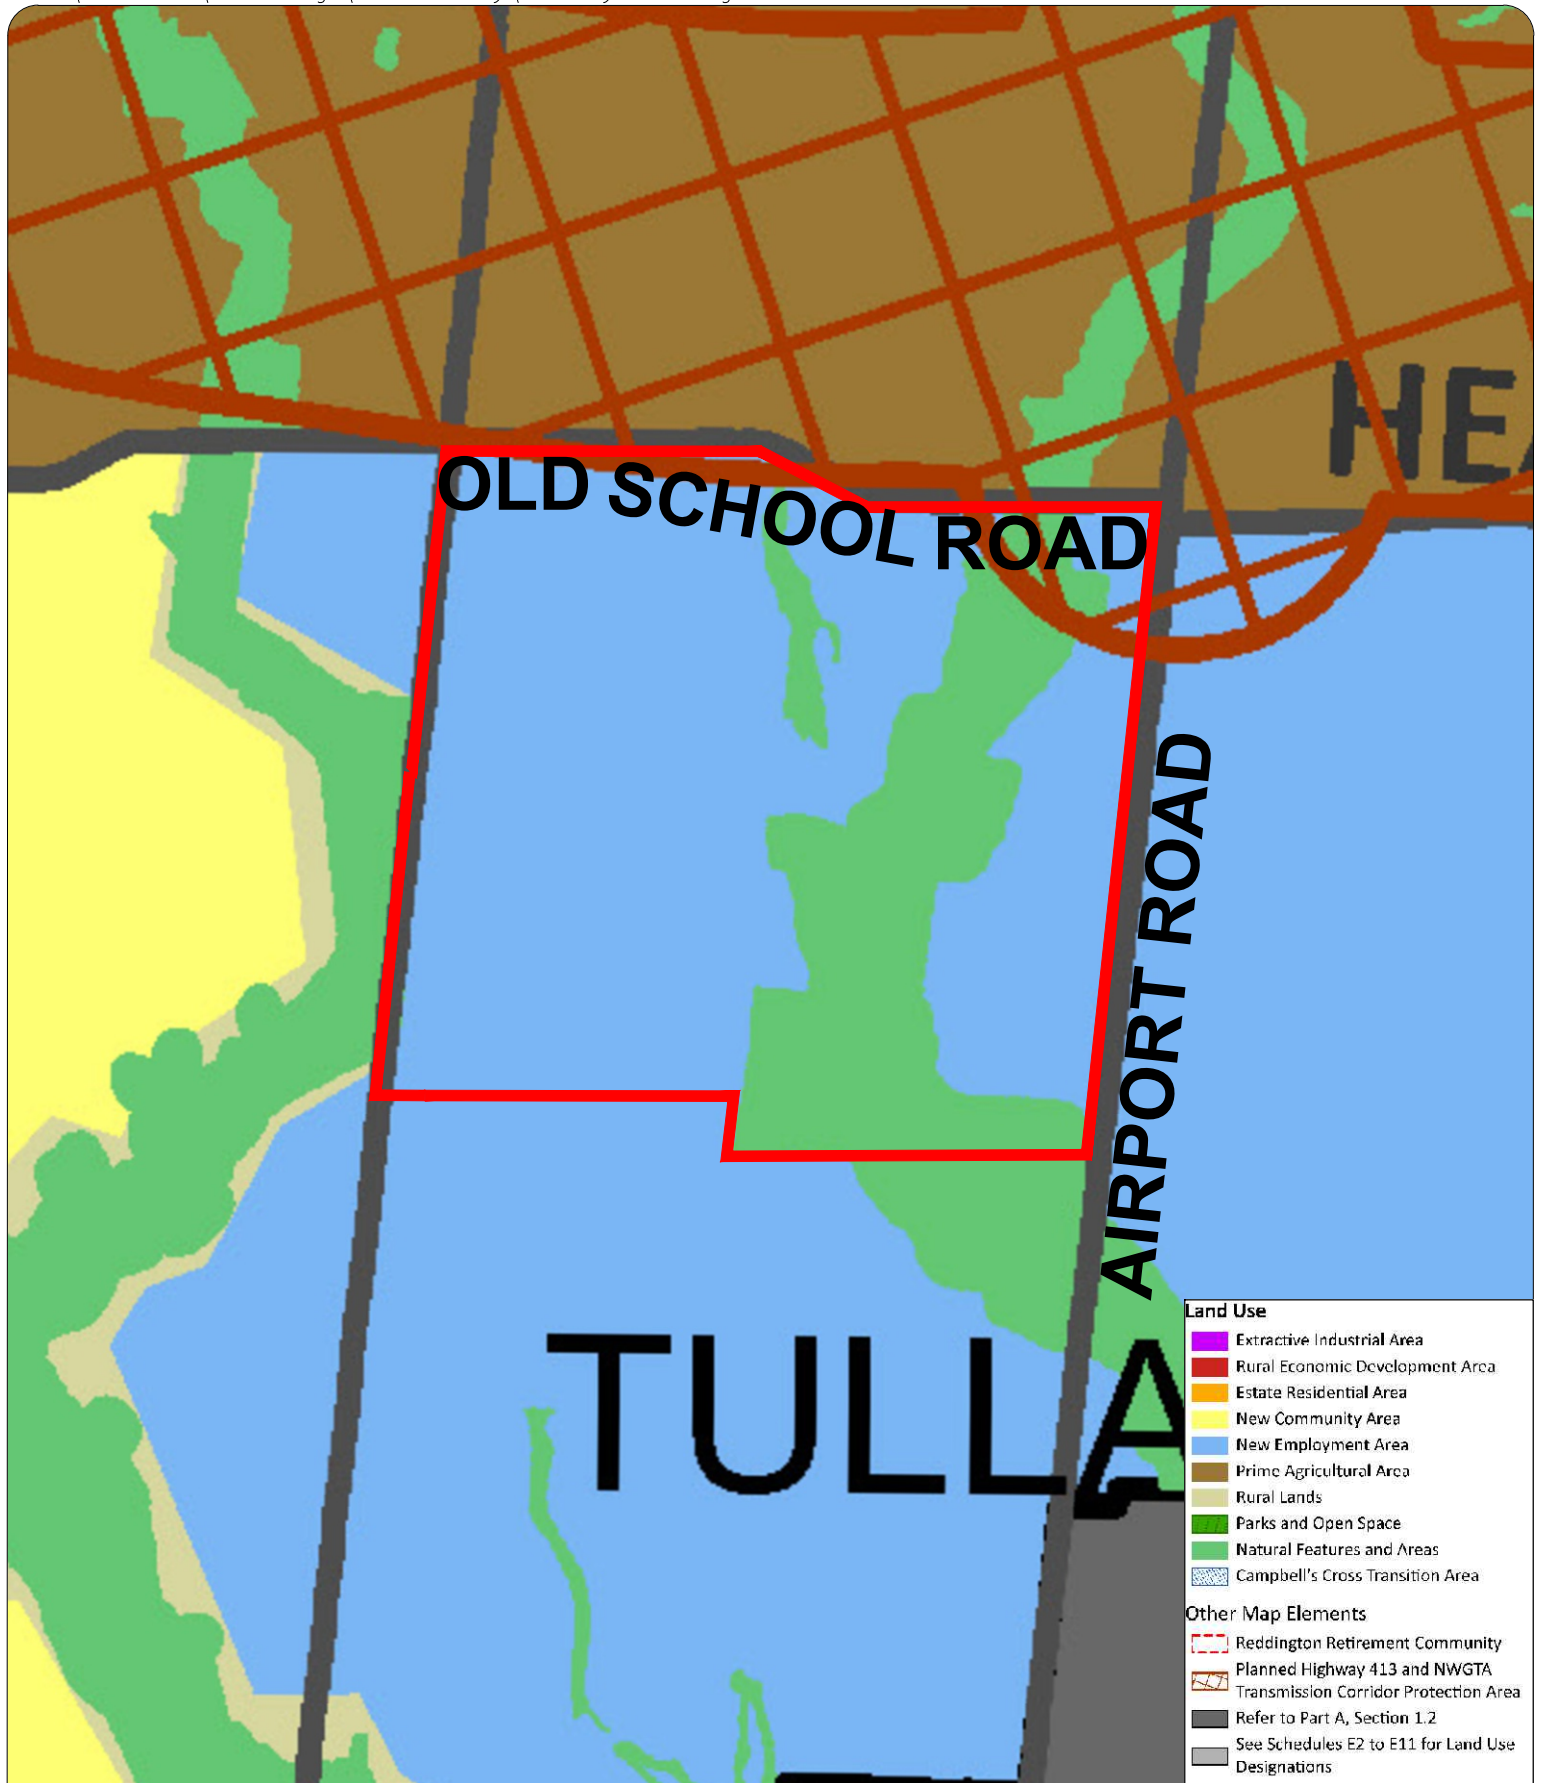 HEA
OLD SCHOOL ROAD
AIRPORT ROAD
TULLA
Land Use
Extractive Industrial Area
Rural Economic Development Area
Estate Residential Area
New Community Area
New Employment Area
Prime Agricultural Area
Rural Lands
Parks and Open Space
Natural Features and Areas
Campbell's Cross Transition Area
Other Map Elements
Reddington Retirement Community
Planned Highway 413 and NWGTA
Transmission Corridor Protection Area
Refer to Part A, Section 1.2
See Schedules E2 to E11 for Land Use
Designations